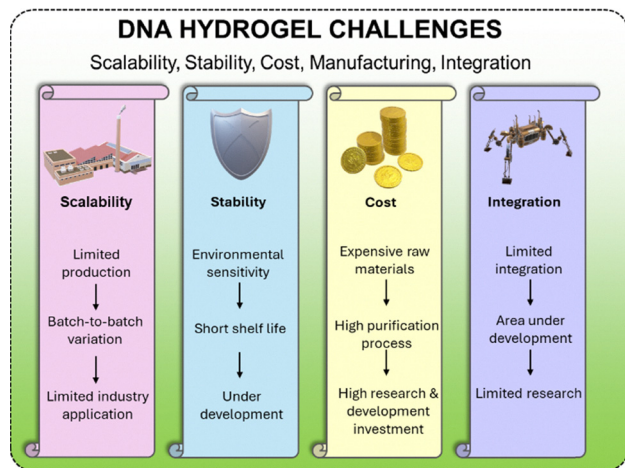 DNA HYDROGEL CHALLENGES
Scalability, Stability, Cost, Manufacturing, Integration
Scalability
Limited
production
Batch-to-batch
variation
Limited industry
application
Stability
Environmental
sensitivity
Short shelf life
Under
development
Cost
Expensive raw
materials
High purification
process
High research &
development
investment
Integration
Limited
integration
Area under
development
Limited research